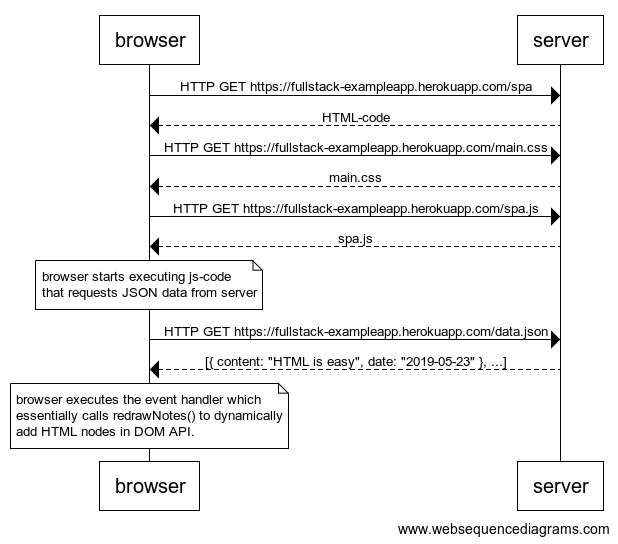 browser
server
HTTP GET https://fullstack-exampleapp.herokuapp.com/spa
HTML-code
HTTP GET https://fullstack-exampleapp.herokuapp.com/main.css
main.css
HTTP GET https://fullstack-exampleapp.herokuapp.com/spa.js
spa.js
browser starts executing js-code
that requests JSON data from server
HTTP GET https://fullstack-exampleapp.herokuapp.com/data.json
[{ content: "HTML is easy", date: "2019-05-23" }, ...]
browser executes the event handler which
essentially calls redrawNotes() to dynamically
add HTML nodes in DOM API.
browser
server
www.websequencediagrams.com